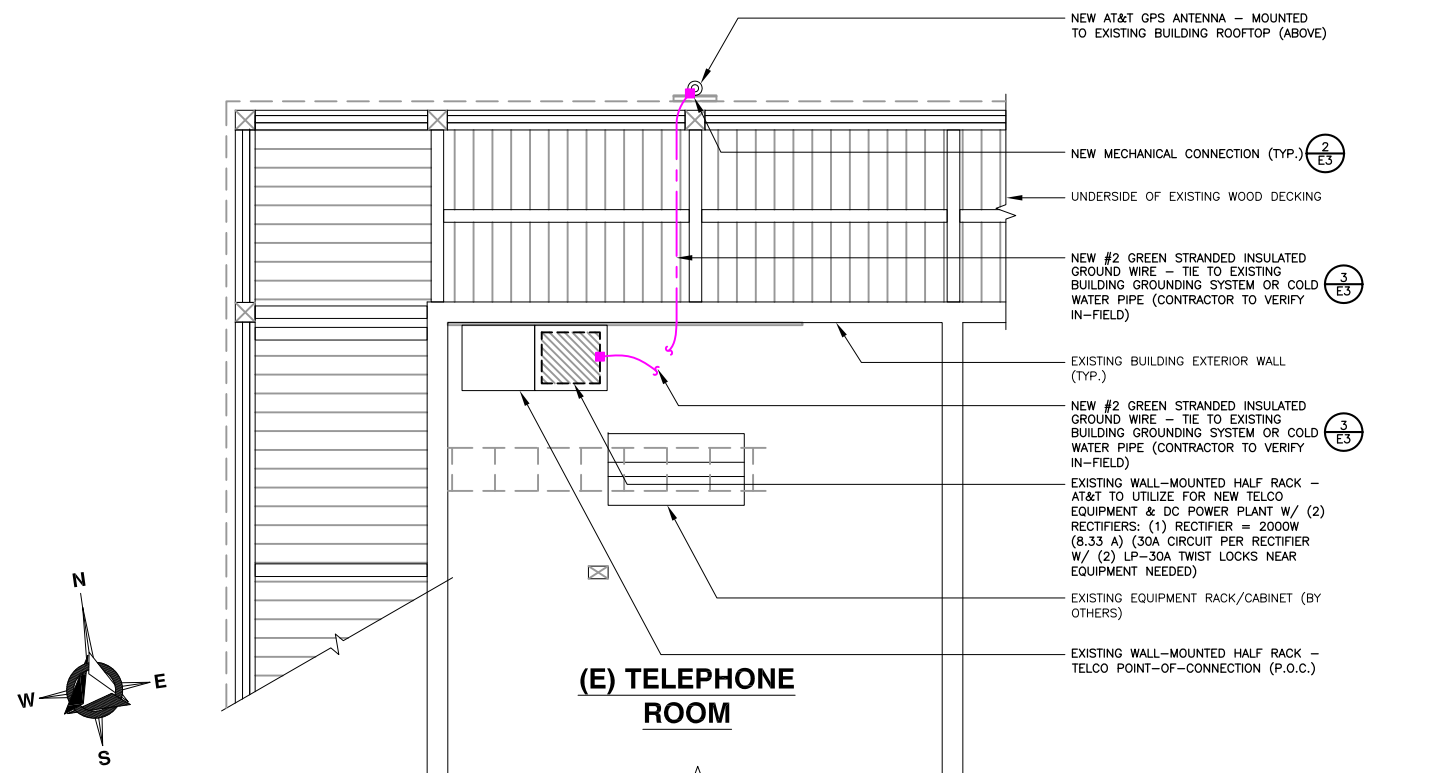 NEW AT&T GPS ANTENNA – MOUNTED
TO EXISTING BUILDING ROOFTOP (ABOVE)
NEW MECHANICAL CONNECTION (TYP.)
2
E3
UNDERSIDE OF EXISTING WOOD DECKING
NEW #2 GREEN STRANDED INSULATED
GROUND WIRE – TIE TO EXISTING
BUILDING GROUNDING SYSTEM OR COLD
WATER PIPE (CONTRACTOR TO VERIFY
IN–FIELD)
3
E3
EXISTING BUILDING EXTERIOR WALL
(TYP.)
NEW #2 GREEN STRANDED INSULATED
GROUND WIRE – TIE TO EXISTING
BUILDING GROUNDING SYSTEM OR COLD
WATER PIPE (CONTRACTOR TO VERIFY
IN–FIELD)
3
E3
EXISTING WALL–MOUNTED HALF RACK –
AT&T TO UTILIZE FOR NEW TELCO
EQUIPMENT & DC POWER PLANT W/ (2)
RECTIFIERS: (1) RECTIFIER = 2000W
(8.33 A) (30A CIRCUIT PER RECTIFIER
W/ (2) LP–30A TWIST LOCKS NEAR
EQUIPMENT NEEDED)
EXISTING EQUIPMENT RACK/CABINET (BY
OTHERS)
EXISTING WALL–MOUNTED HALF RACK –
TELCO POINT–OF–CONNECTION (P.O.C.)
(E) TELEPHONE
ROOM
N
W
E
S